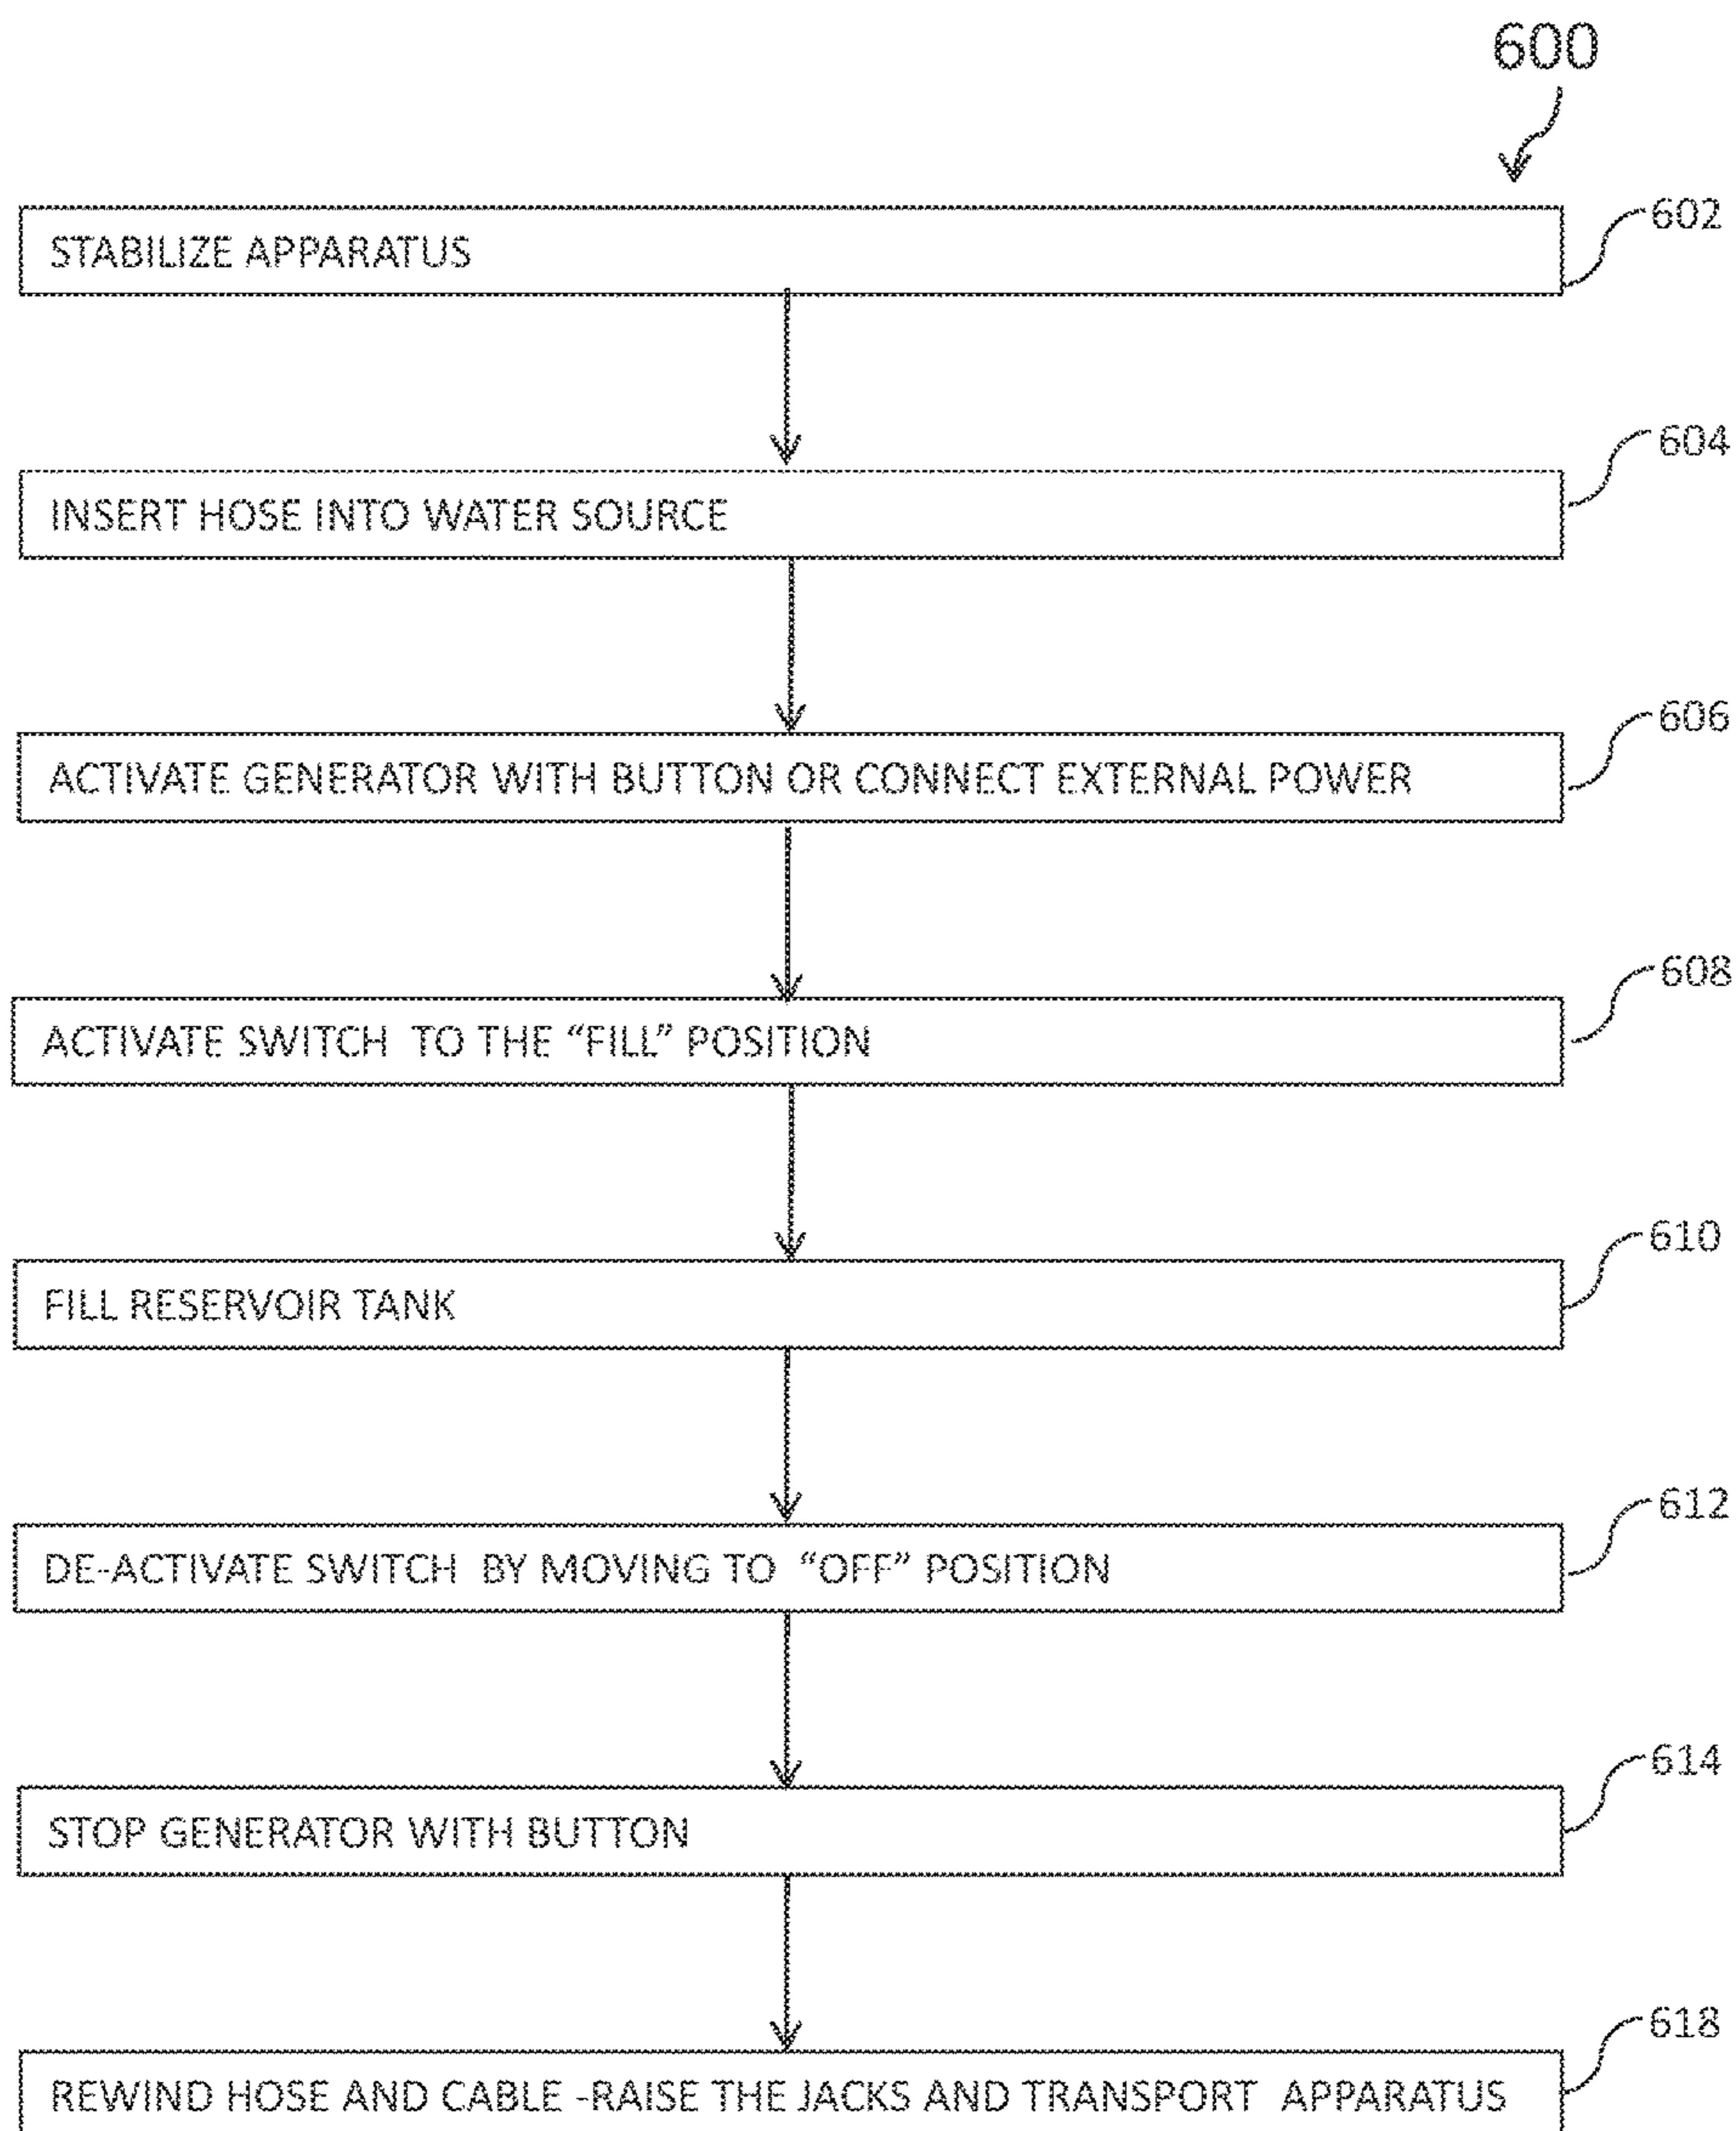 600
STABILIZE APPARATUS 602
INSERT HOSE INTO WATER SOURCE 604
ACTIVATE GENERATOR WITH BUTTON OR CONNECT EXTERNAL POWER 606
ACTIVATE SWITCH TO THE “FILL” POSITION 608
FILL RESERVOIR TANK 610
DE-ACTIVATE SWITCH BY MOVING TO “OFF” POSITION 612
STOP GENERATOR WITH BUTTON 614
REWIND HOSE AND CABLE -RAISE THE JACKS AND TRANSPORT APPARATUS 618